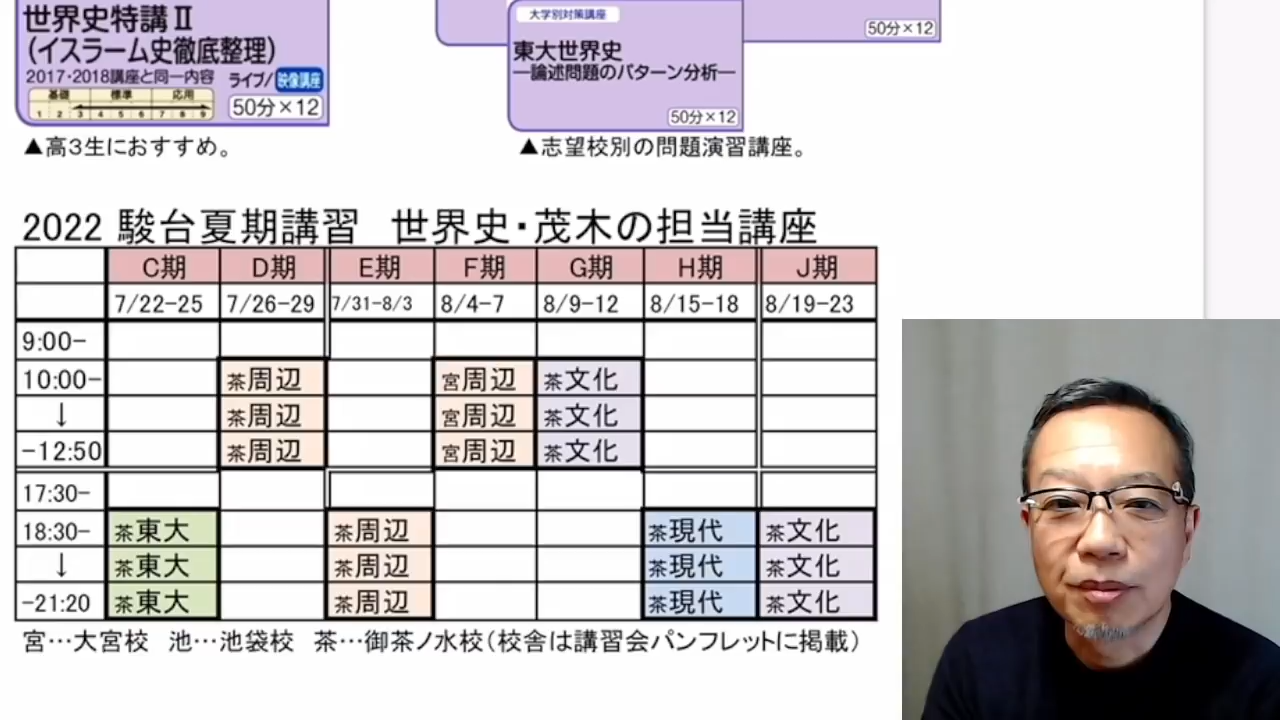 世界史特講Ⅱ
(イスラーム史徹底整理)
2017・2018講座と同一内容 ライブ/映像講座
基礎 標準 応用
1 2 3 4 5 6 7 8 9
50分×12
▲高3生におすすめ。
50分×12
大学別対策講座
東大世界史
―論述問題のパターン分析―
50分×12
▲志望校別の問題演習講座。
2022 駿台夏期講習 世界史・茂木の担当講座
C期 D期 E期 F期 G期 H期 J期
7/22-25 7/26-29 7/31-8/3 8/4-7 8/9-12 8/15-18 8/19-23
9:00-
10:00- 茶周辺 宮周辺 茶文化
↓ 茶周辺 宮周辺 茶文化
-12:50 茶周辺 宮周辺 茶文化
17:30-
18:30- 茶東大 茶周辺 茶現代 茶文化
↓ 茶東大 茶周辺 茶現代 茶文化
-21:20 茶東大 茶周辺 茶現代 茶文化
宮…大宮校 池…池袋校 茶…御茶ノ水校(校舎は講習会パンフレットに掲載)